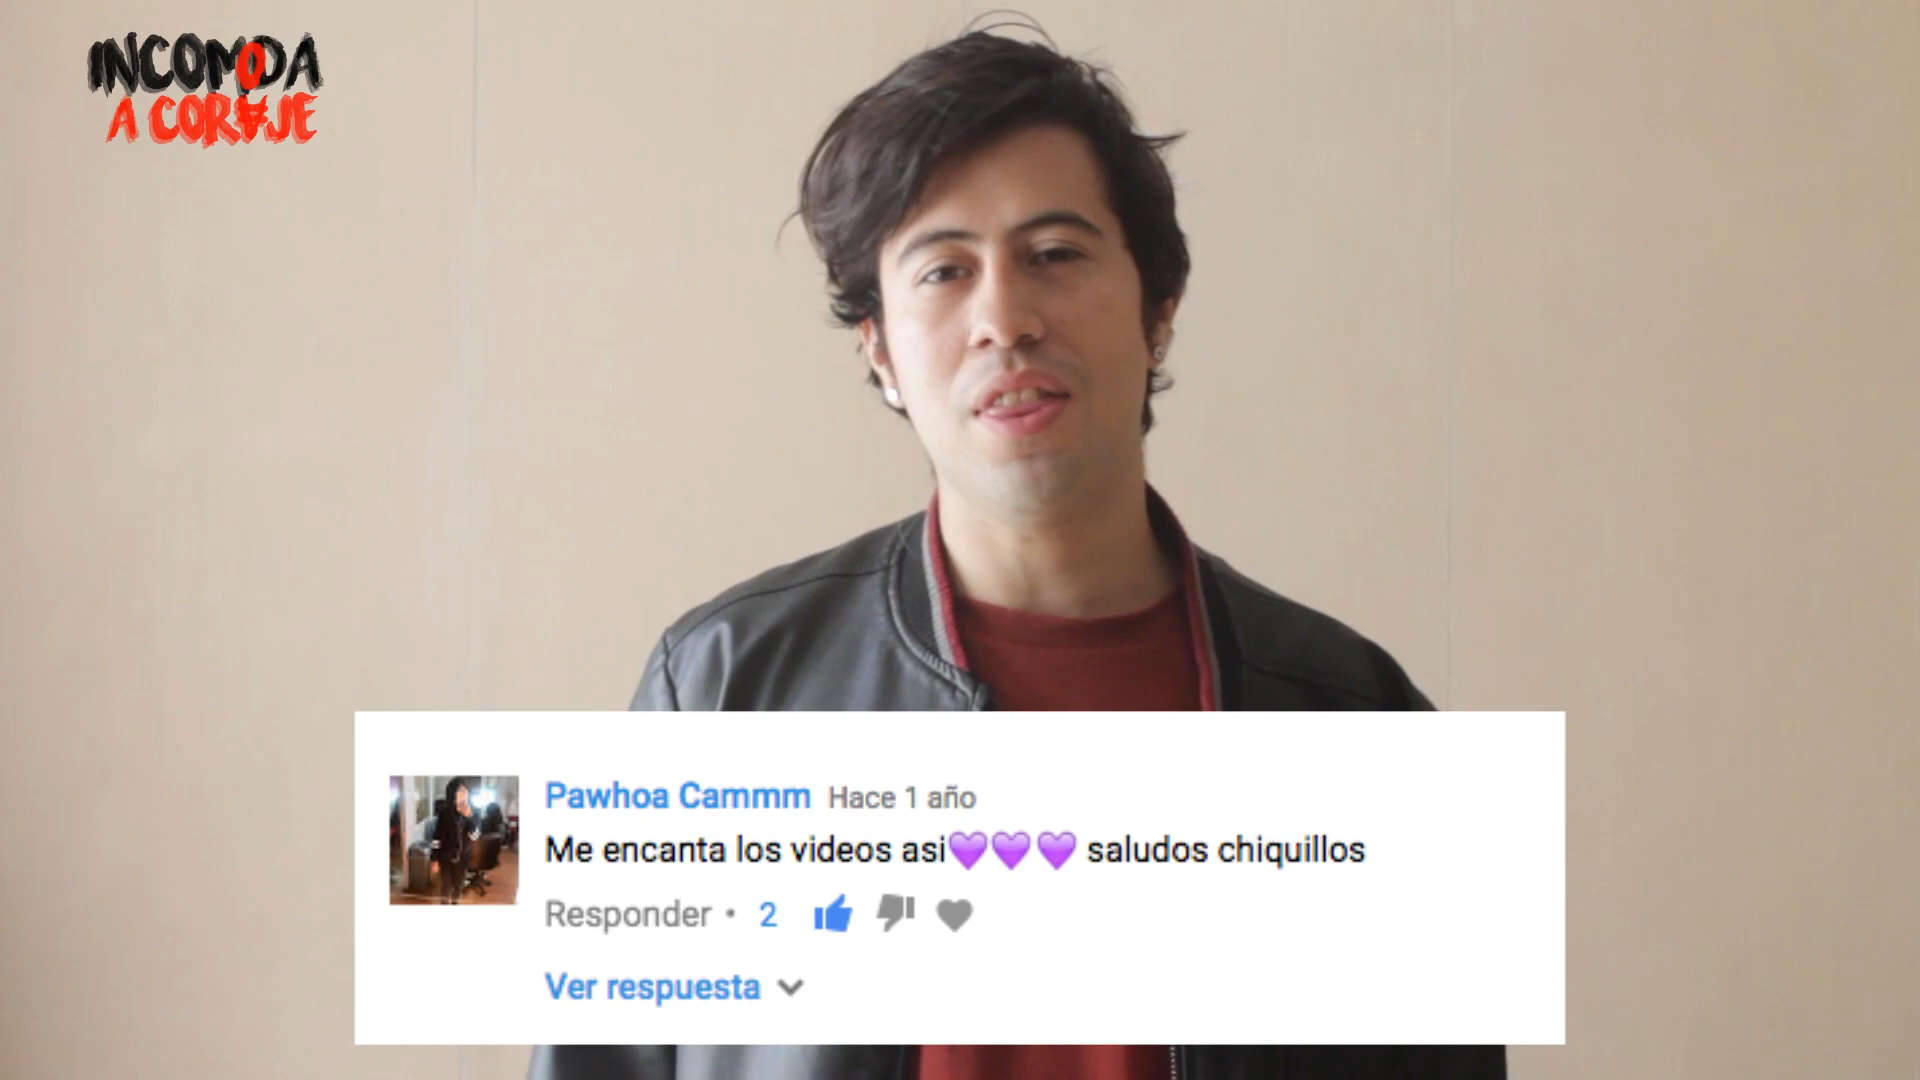 INCOMODA
A CORAJE
Pawhoa Cammm Hace 1 año
Me encanta los videos asi💜💜💜 saludos chiquillos
Responder • 2
Ver respuesta